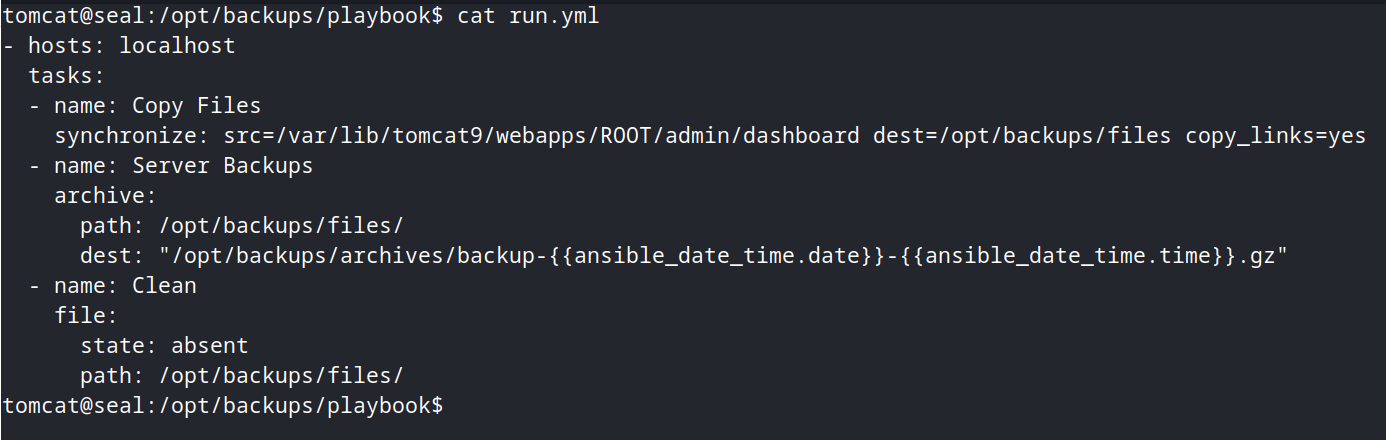 tomcat@seal:/opt/backups/playbook$ cat run.yml
- hosts: localhost
  tasks:
  - name: Copy Files
    synchronize: src=/var/lib/tomcat9/webapps/ROOT/admin/dashboard dest=/opt/backups/files copy_links=yes
  - name: Server Backups
    archive:
      path: /opt/backups/files/
      dest: "/opt/backups/archives/backup-{{ansible_date_time.date}}-{{ansible_date_time.time}}.gz"
  - name: Clean
    file:
      state: absent
      path: /opt/backups/files/
tomcat@seal:/opt/backups/playbook$